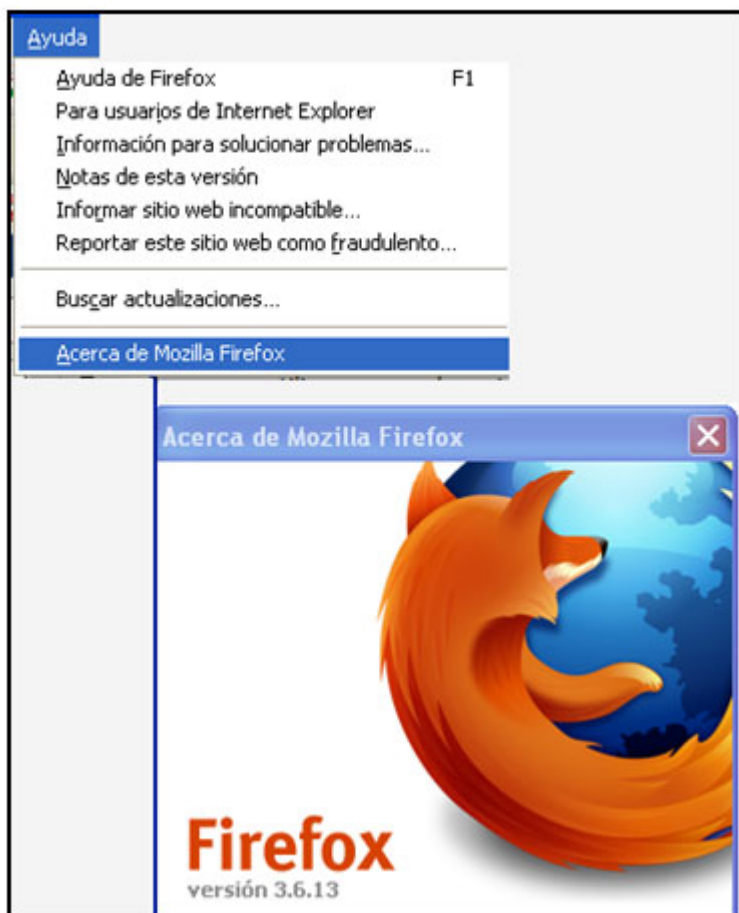 Ayuda
Ayuda de Firefox F1
Para usuarios de Internet Explorer
Información para solucionar problemas...
Notas de esta versión
Informar sitio web incompatible...
Reportar este sitio web como fraudulento...
Buscar actualizaciones...
Acerca de Mozilla Firefox
Acerca de Mozilla Firefox
Firefox
versión 3.6.13